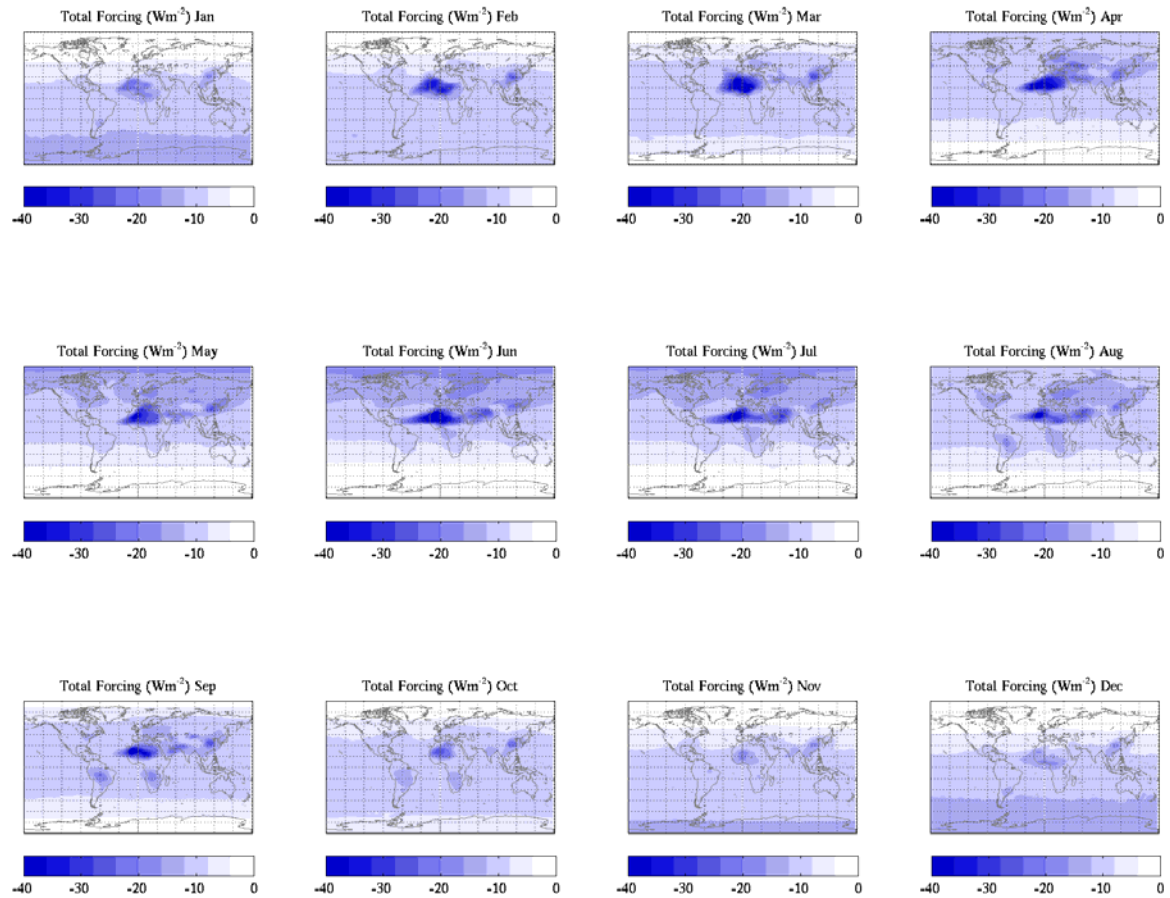 Total Forcing (Wm-2) Jan
Total Forcing (Wm-2) Feb
Total Forcing (Wm-2) Mar
Total Forcing (Wm-2) Apr
-40 -30 -20 -10 0
-40 -30 -20 -10 0
-40 -30 -20 -10 0
-40 -30 -20 -10 0
Total Forcing (Wm-2) May
Total Forcing (Wm-2) Jun
Total Forcing (Wm-2) Jul
Total Forcing (Wm-2) Aug
-40 -30 -20 -10 0
-40 -30 -20 -10 0
-40 -30 -20 -10 0
-40 -30 -20 -10 0
Total Forcing (Wm-2) Sep
Total Forcing (Wm-2) Oct
Total Forcing (Wm-2) Nov
Total Forcing (Wm-2) Dec
-40 -30 -20 -10 0
-40 -30 -20 -10 0
-40 -30 -20 -10 0
-40 -30 -20 -10 0